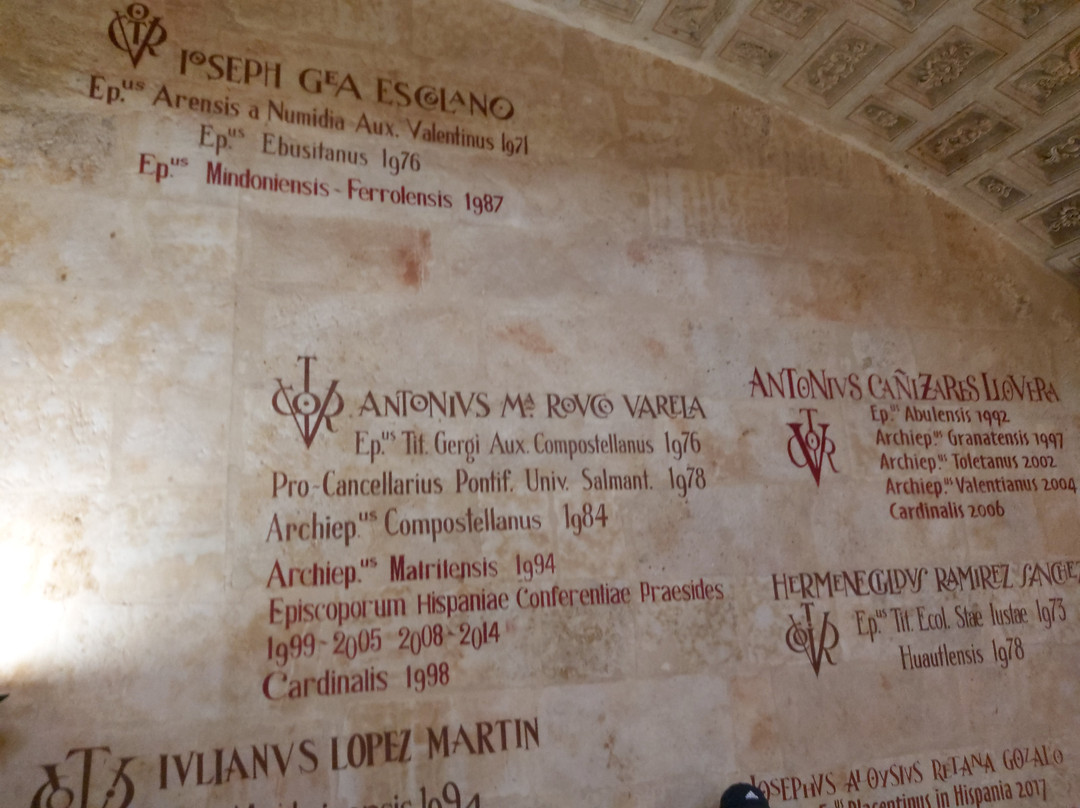 IOSEPH GEA ESCOLANO
Ep.us Arensis a Numidia Aux. Valentinus 1971
Ep.us Ebusitanus 1976
Ep.us Mindoniensis - Ferrolensis 1987
ANTONIVS Mª ROVCO VARELA
Ep.us Tit. Gergi Aux. Compostellanus 1976
Pro-Cancellarius Pontif. Univ. Salmant. 1978
Archiep.us Compostellanus 1984
Archiep.us Matritensis 1994
Episcoporum Hispaniae Conferentiae Praesides
1999-2005 2008-2014
Cardinalis 1998
ANTONIVS CAÑIZARES LLOVERA
Ep.us Abulensis 1992
Archiep.us Granatensis 1997
Archiep.us Toletanus 2002
Archiep.us Valentianus 2004
Cardinalis 2006
HERMENEGILDVS RAMIREZ SANCHE
Ep.us Tit. Ecol. Stae Iustae 1973
Huautlensis 1978
IVLIANVS LOPEZ MARTIN
IOSEPHVS ALOYSIVS RETANA GOZALO
Placentinus in Hispania 2017